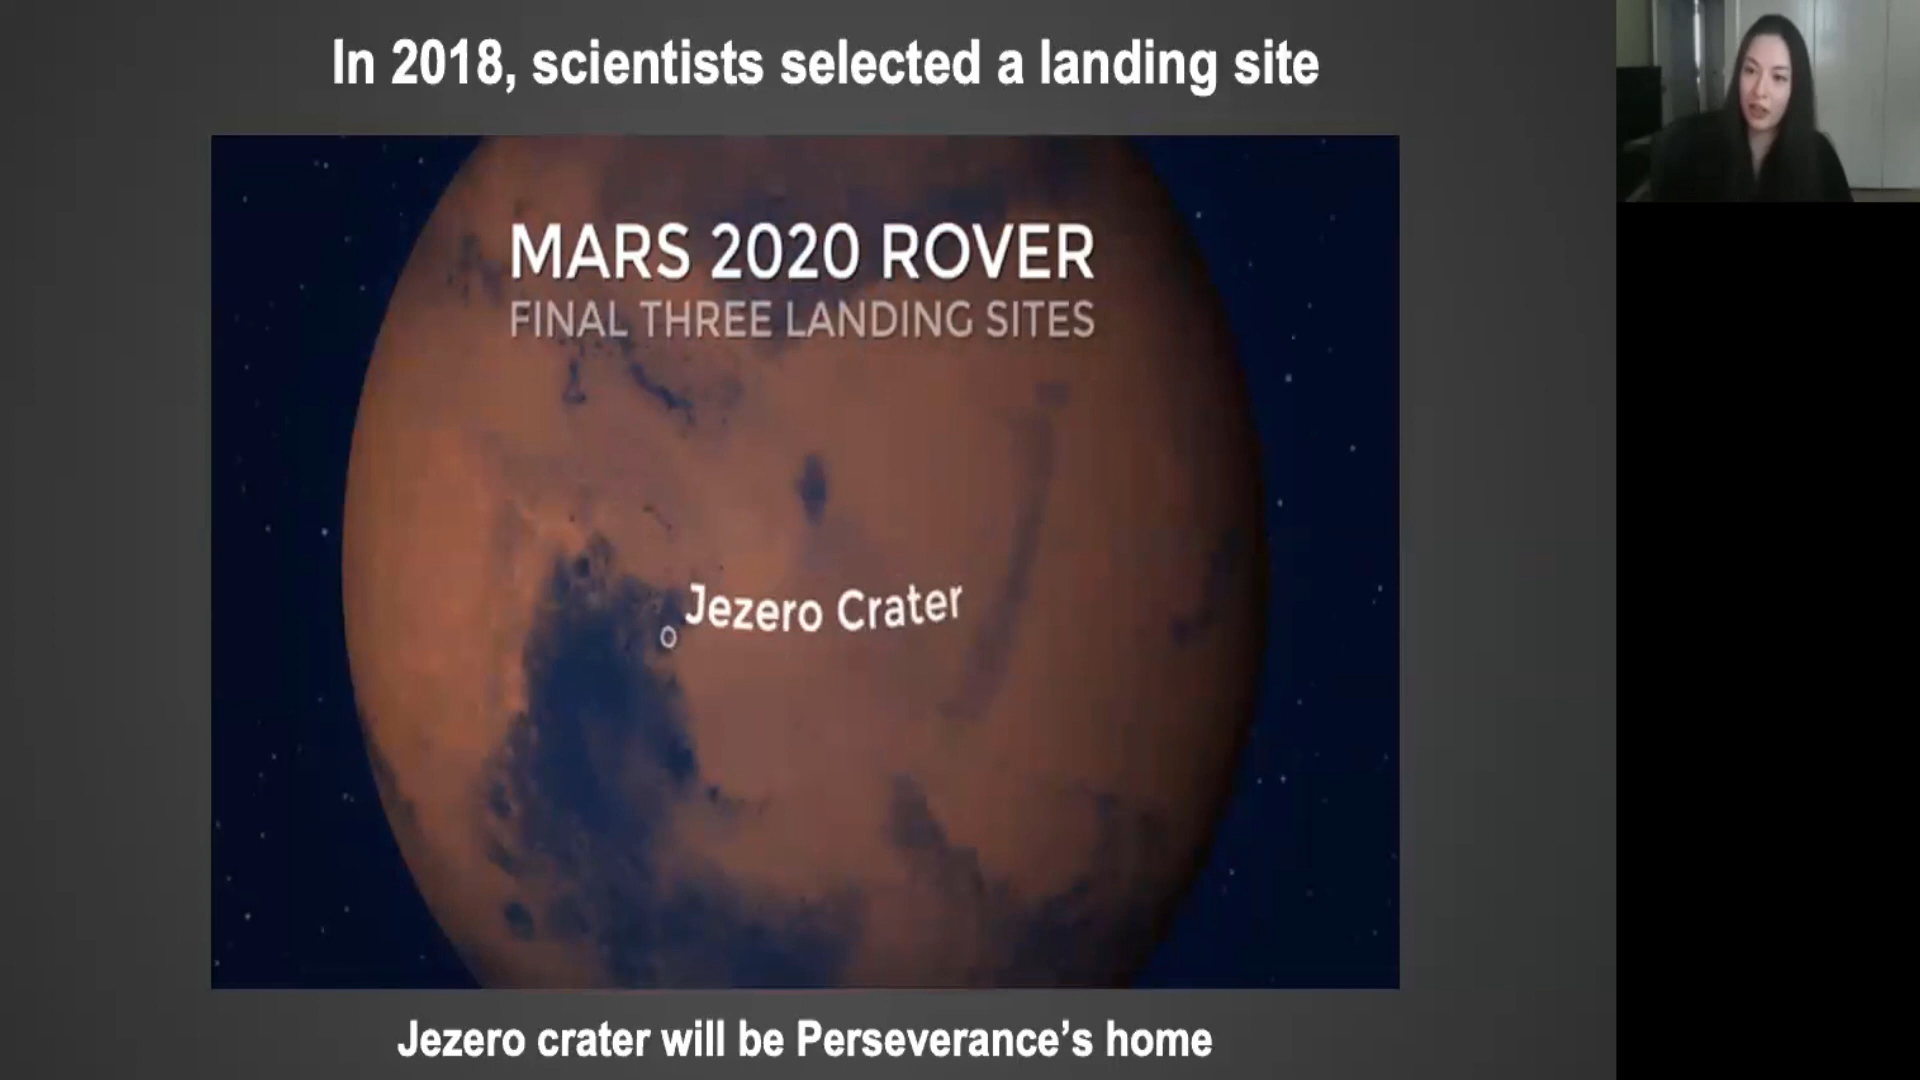 In 2018, scientists selected a landing site
MARS 2020 ROVER
FINAL THREE LANDING SITES
Jezero Crater
Jezero crater will be Perseverance’s home